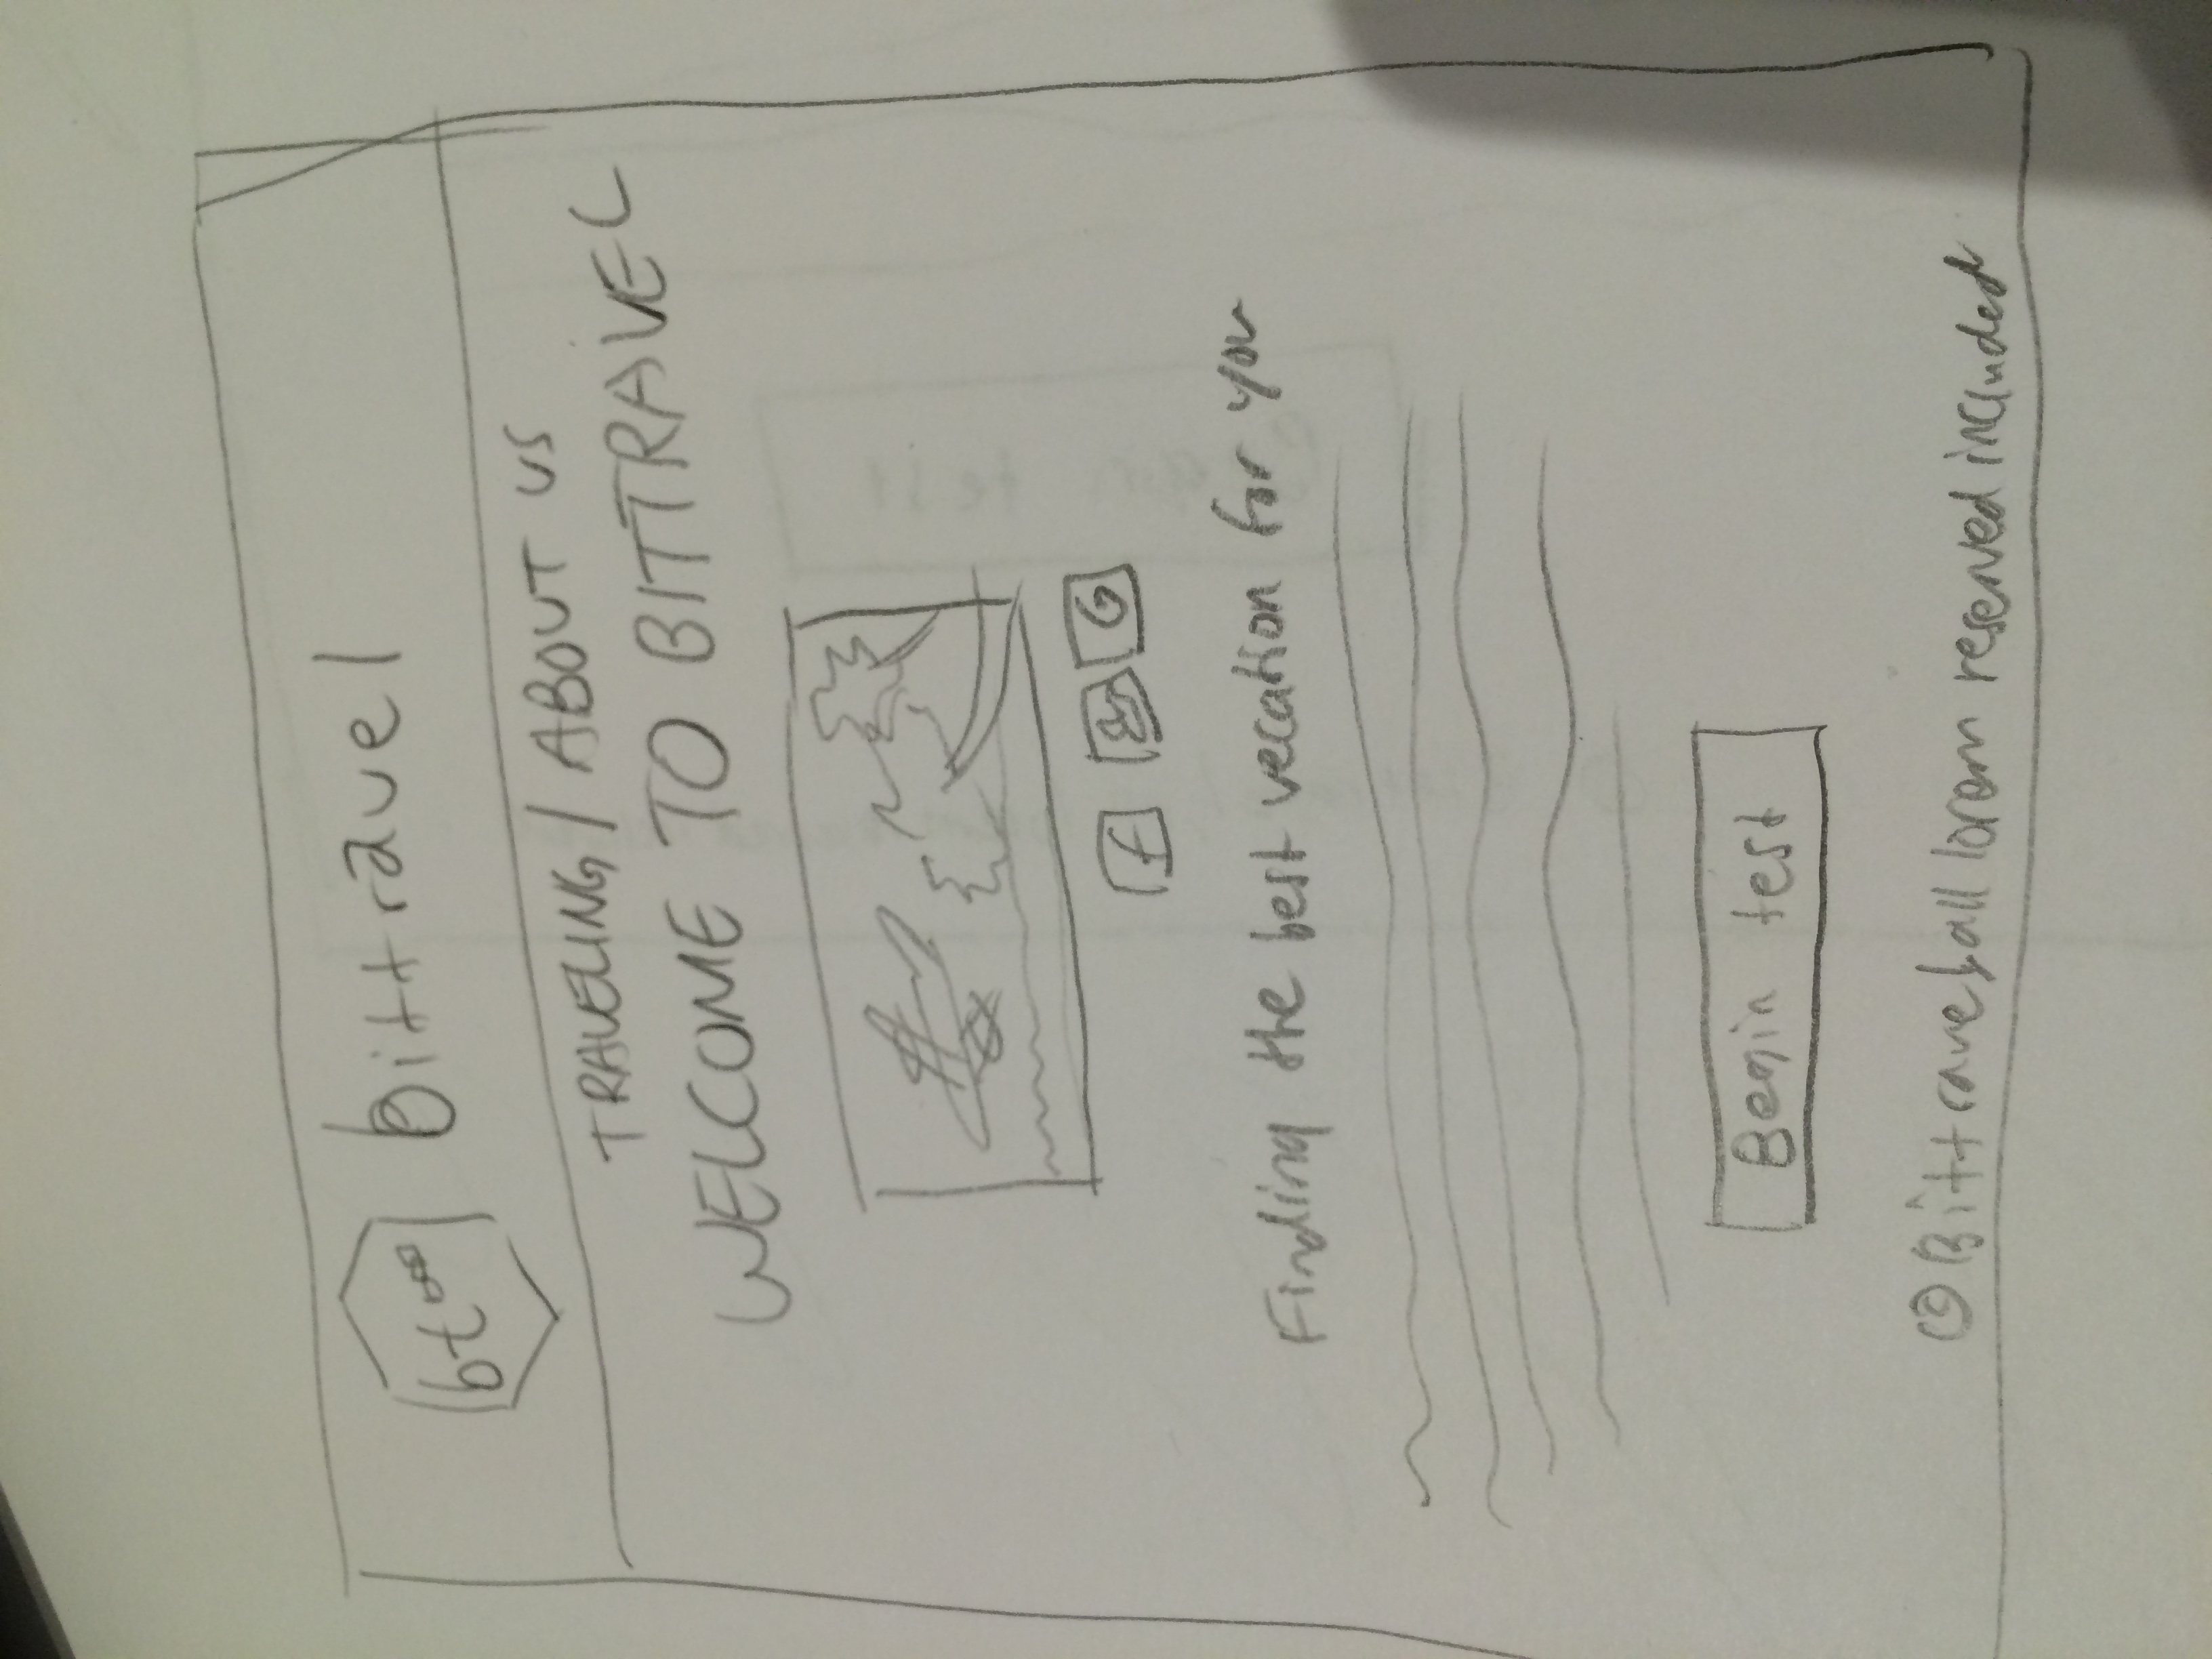 bt
bittravel
TRAVELING / ABOUT US
WELCOME TO BITTRAVEL
f G
Finding the best vecation for you
Begin test
© Bittravel, all lorem reserved included